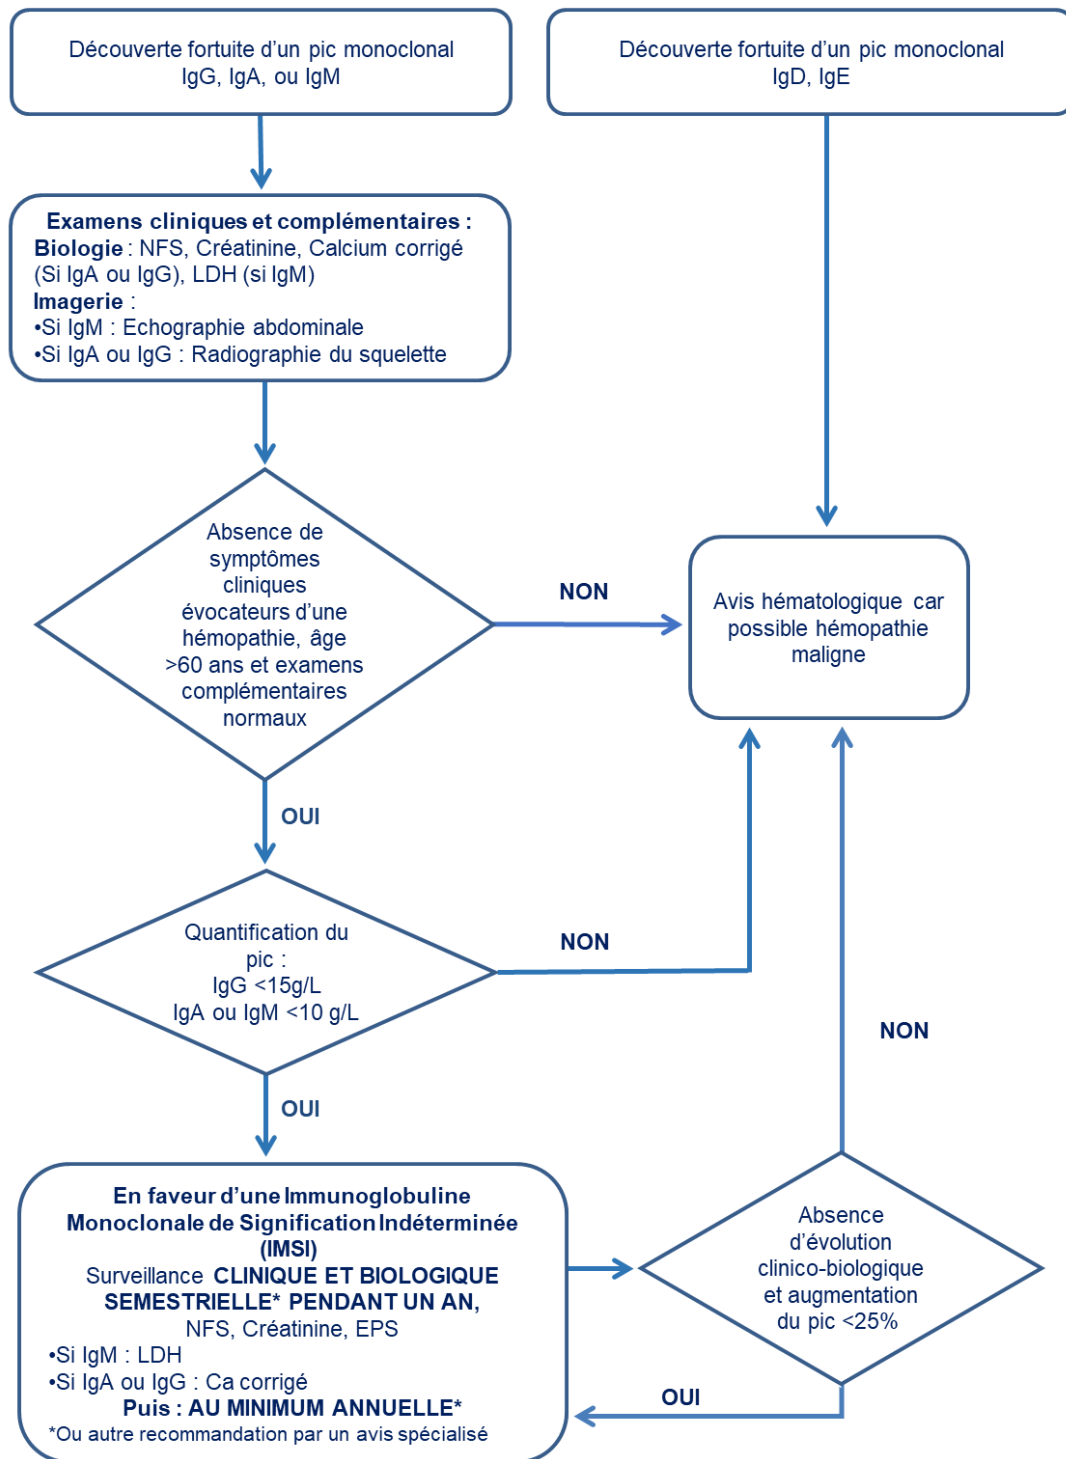 Découverte fortuite d’un pic monoclonal
IgG, IgA, ou IgM
Découverte fortuite d’un pic monoclonal
IgD, IgE
Examens cliniques et complémentaires :
Biologie : NFS, Créatinine, Calcium corrigé
(Si IgA ou IgG), LDH (si IgM)
Imagerie :
•Si IgM : Echographie abdominale
•Si IgA ou IgG : Radiographie du squelette
Absence de
symptômes
cliniques
évocateurs d’une
hémopathie, âge
>60 ans et examens
complémentaires
normaux
NON
Avis hématologique car
possible hémopathie
maligne
OUI
Quantification du
pic :
IgG <15g/L
IgA ou IgM <10 g/L
NON
NON
OUI
En faveur d’une Immunoglobuline
Monoclonale de Signification Indéterminée
(IMSI)
Surveillance CLINIQUE ET BIOLOGIQUE
SEMESTRIELLE* PENDANT UN AN,
NFS, Créatinine, EPS
•Si IgM : LDH
•Si IgA ou IgG : Ca corrigé
Puis : AU MINIMUM ANNUELLE*
*Ou autre recommandation par un avis spécialisé
Absence
d’évolution
clinico-biologique
et augmentation
du pic <25%
OUI